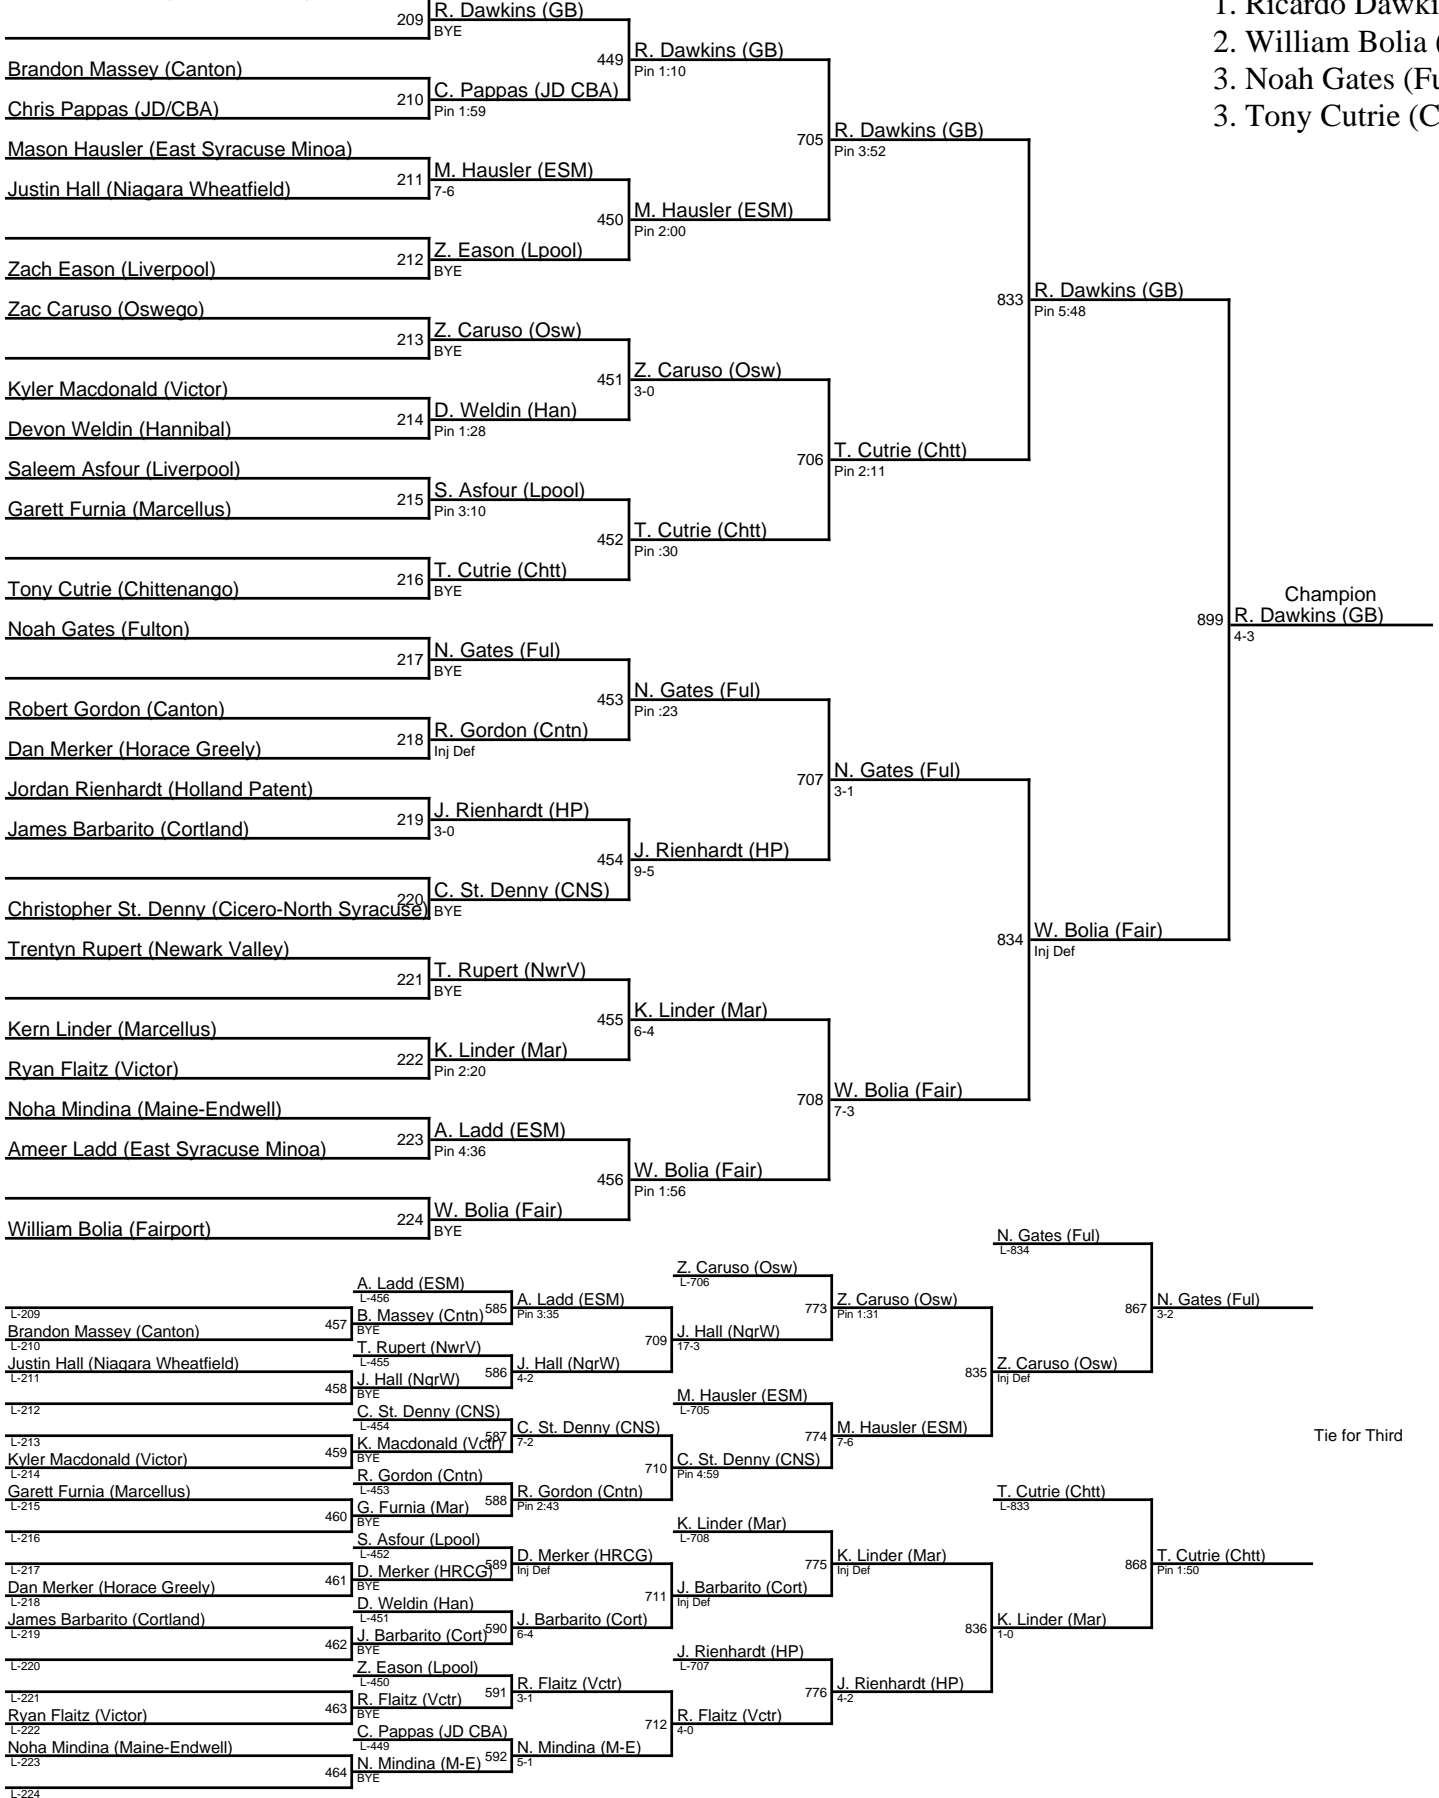 209 R. Dawkins (GB)
BYE
1. Ricardo
2. William Bolia (
3. Noah Gates (Fu
3. Tony Cutrie (C
449 R. Dawkins (GB)
Pin 1:10
Brandon Massey (Canton)
210 C. Pappas (JD CBA)
Pin 1:59
Chris Pappas (JD/CBA)
705 R. Dawkins (GB)
Pin 3:52
Mason Hausler (East Syracuse Minoa)
211 M. Hausler (ESM)
7-6
Justin Hall (Niagara Wheatfield)
450 M. Hausler (ESM)
Pin 2:00
212 Z. Eason (Lpool)
BYE
Zach Eason (Liverpool)
833 R. Dawkins (GB)
Pin 5:48
Zac Caruso (Oswego)
213 Z. Caruso (Osw)
BYE
451 Z. Caruso (Osw)
3-0
Kyler Macdonald (Victor)
214 D. Weldin (Han)
Pin 1:28
Devon Weldin (Hannibal)
706 T. Cutrie (Chtt)
Pin 2:11
Saleem Asfour (Liverpool)
215 S. Asfour (Lpool)
Pin 3:10
Garett Furnia (Marcellus)
452 T. Cutrie (Chtt)
Pin :30
216 T. Cutrie (Chtt)
BYE
Tony Cutrie (Chittenango)
Champion
899 R. Dawkins (GB)
4-3
Noah Gates (Fulton)
217 N. Gates (Ful)
BYE
453 N. Gates (Ful)
Pin :23
Robert Gordon (Canton)
218 R. Gordon (Cntn)
Inj Def
Dan Merker (Horace Greely)
707 N. Gates (Ful)
3-1
Jordan Rienhardt (Holland Patent)
219 J. Rienhardt (HP)
3-0
James Barbarito (Cortland)
454 J. Rienhardt (HP)
9-5
220 C. St. Denny (CNS)
BYE
Christopher St. Denny (Cicero-North Syracuse)
834 W. Bolia (Fair)
Inj Def
Trentyn Rupert (Newark Valley)
221 T. Rupert (NwrV)
BYE
455 K. Linder (Mar)
6-4
Kern Linder (Marcellus)
222 K. Linder (Mar)
Pin 2:20
Ryan Flaitz (Victor)
708 W. Bolia (Fair)
7-3
Noha Mindina (Maine-Endwell)
223 A. Ladd (ESM)
Pin 4:36
Ameer Ladd (East Syracuse Minoa)
456 W. Bolia (Fair)
Pin 1:56
224 W. Bolia (Fair)
BYE
William Bolia (Fairport)
N. Gates (Ful)
L-834
Z. Caruso (Osw)
L-706
A. Ladd (ESM)
L-456
L-209
585 A. Ladd (ESM)
Pin 3:35
773 Z. Caruso (Osw)
Pin 1:31
867 N. Gates (Ful)
3-2
457 B. Massey (Cntn)
BYE
Brandon Massey (Canton)
L-210
709 J. Hall (NgrW)
17-3
T. Rupert (NwrV)
L-455
Justin Hall (Niagara Wheatfield)
L-211
586 J. Hall (NgrW)
4-2
835 Z. Caruso (Osw)
Inj Def
458 J. Hall (NgrW)
BYE
L-212
M. Hausler (ESM)
L-705
C. St. Denny (CNS)
L-454
L-213
587 C. St. Denny (CNS)
7-2
774 M. Hausler (ESM)
7-6
Tie for Third
459 K. Macdonald (Vctr)
BYE
Kyler Macdonald (Victor)
L-214
710 C. St. Denny (CNS)
Pin 4:59
R. Gordon (Cntn)
L-453
Garett Furnia (Marcellus)
L-215
588 R. Gordon (Cntn)
Pin 2:43
T. Cutrie (Chtt)
L-833
460 G. Furnia (Mar)
BYE
L-216
K. Linder (Mar)
L-708
S. Asfour (Lpool)
L-452
L-217
589 D. Merker (HRCG)
Inj Def
775 K. Linder (Mar)
Inj Def
868 T. Cutrie (Chtt)
Pin 1:50
461 D. Merker (HRCG)
BYE
Dan Merker (Horace Greely)
L-218
711 J. Barbarito (Cort)
Inj Def
D. Weldin (Han)
L-451
James Barbarito (Cortland)
L-219
590 J. Barbarito (Cort)
6-4
836 K. Linder (Mar)
1-0
462 J. Barbarito (Cort)
BYE
L-220
J. Rienhardt (HP)
L-707
Z. Eason (Lpool)
L-450
L-221
591 R. Flaitz (Vctr)
3-1
776 J. Rienhardt (HP)
4-2
463 R. Flaitz (Vctr)
BYE
Ryan Flaitz (Victor)
L-222
712 R. Flaitz (Vctr)
4-0
C. Pappas (JD CBA)
L-449
Noha Mindina (Maine-Endwell)
L-223
592 N. Mindina (M-E)
5-1
464 N. Mindina (M-E)
BYE
L-224